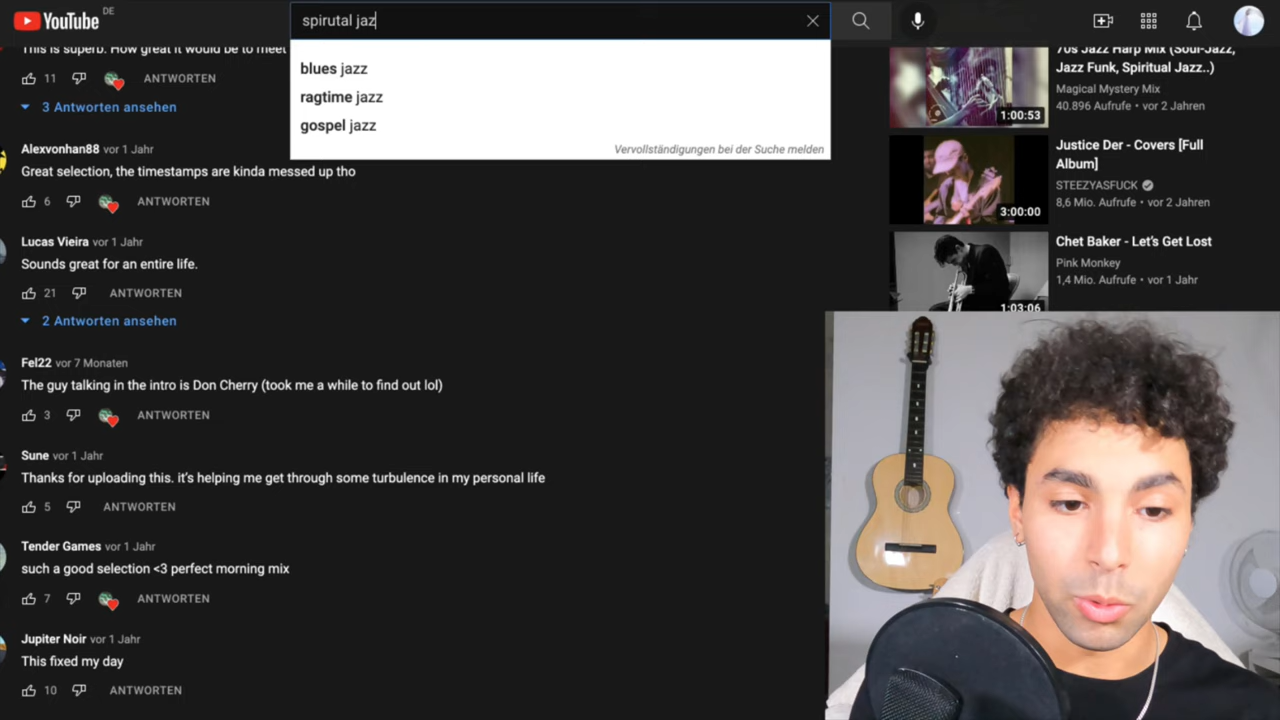 YouTube DE
spirutal jaz
blues jazz
ragtime jazz
gospel jazz
Vervollständigungen bei der Suche melden
This is superb. How great it would be to meet
11 ANTWORTEN
3 Antworten ansehen
Alexvonhan88 vor 1 Jahr
Great selection, the timestamps are kinda messed up tho
6 ANTWORTEN
Lucas Vieira vor 1 Jahr
Sounds great for an entire life.
21 ANTWORTEN
2 Antworten ansehen
Fel22 vor 7 Monaten
The guy talking in the intro is Don Cherry (took me a while to find out lol)
3 ANTWORTEN
Sune vor 1 Jahr
Thanks for uploading this. it's helping me get through some turbulence in my personal life
5 ANTWORTEN
Tender Games vor 1 Jahr
such a good selection <3 perfect morning mix
7 ANTWORTEN
Jupiter Noir vor 1 Jahr
This fixed my day
10 ANTWORTEN
70s Jazz Harp Mix (Soul-Jazz,
Jazz Funk, Spiritual Jazz..)
Magical Mystery Mix
40.896 Aufrufe • vor 2 Jahren
1:00:53
Justice Der - Covers [Full
Album]
STEEZYASFUCK
8,6 Mio. Aufrufe • vor 2 Jahren
3:00:00
Chet Baker - Let's Get Lost
Pink Monkey
1,4 Mio. Aufrufe • vor 1 Jahr
1:03:06